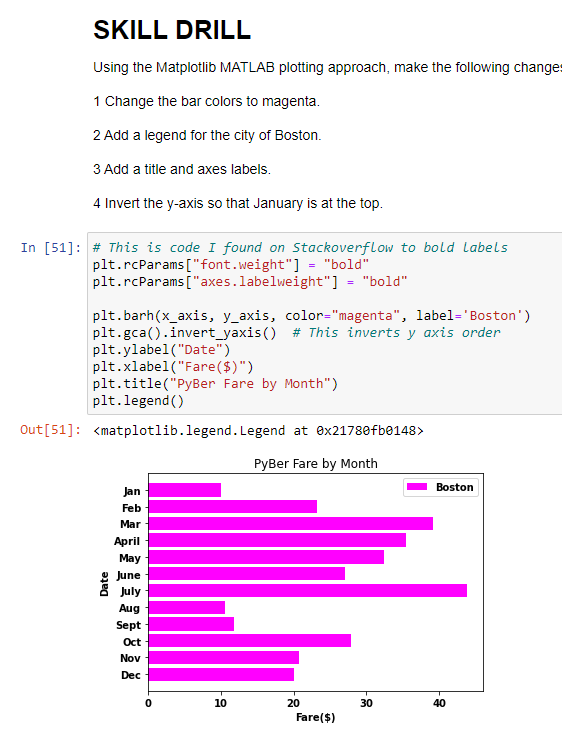 SKILL DRILL
Using the Matplotlib MATLAB plotting approach, make the following changes
1 Change the bar colors to magenta.
2 Add a legend for the city of Boston.
3 Add a title and axes labels.
4 Invert the y-axis so that January is at the top.
In [51]:
# This is code I found on Stackoverflow to bold labels
plt.rcParams["font.weight"] = "bold"
plt.rcParams["axes.labelweight"] = "bold"
plt.barh(x_axis, y_axis, color="magenta", label='Boston')
plt.gca().invert_yaxis()  # This inverts y axis order
plt.ylabel("Date")
plt.xlabel("Fare($)")
plt.title("PyBer Fare by Month")
plt.legend()
Out[51]: <matplotlib.legend.Legend at 0x21780fb0148>
PyBer Fare by Month
Boston
Date
Jan
Feb
Mar
April
May
June
July
Aug
Sept
Oct
Nov
Dec
0 10 20 30 40
Fare($)